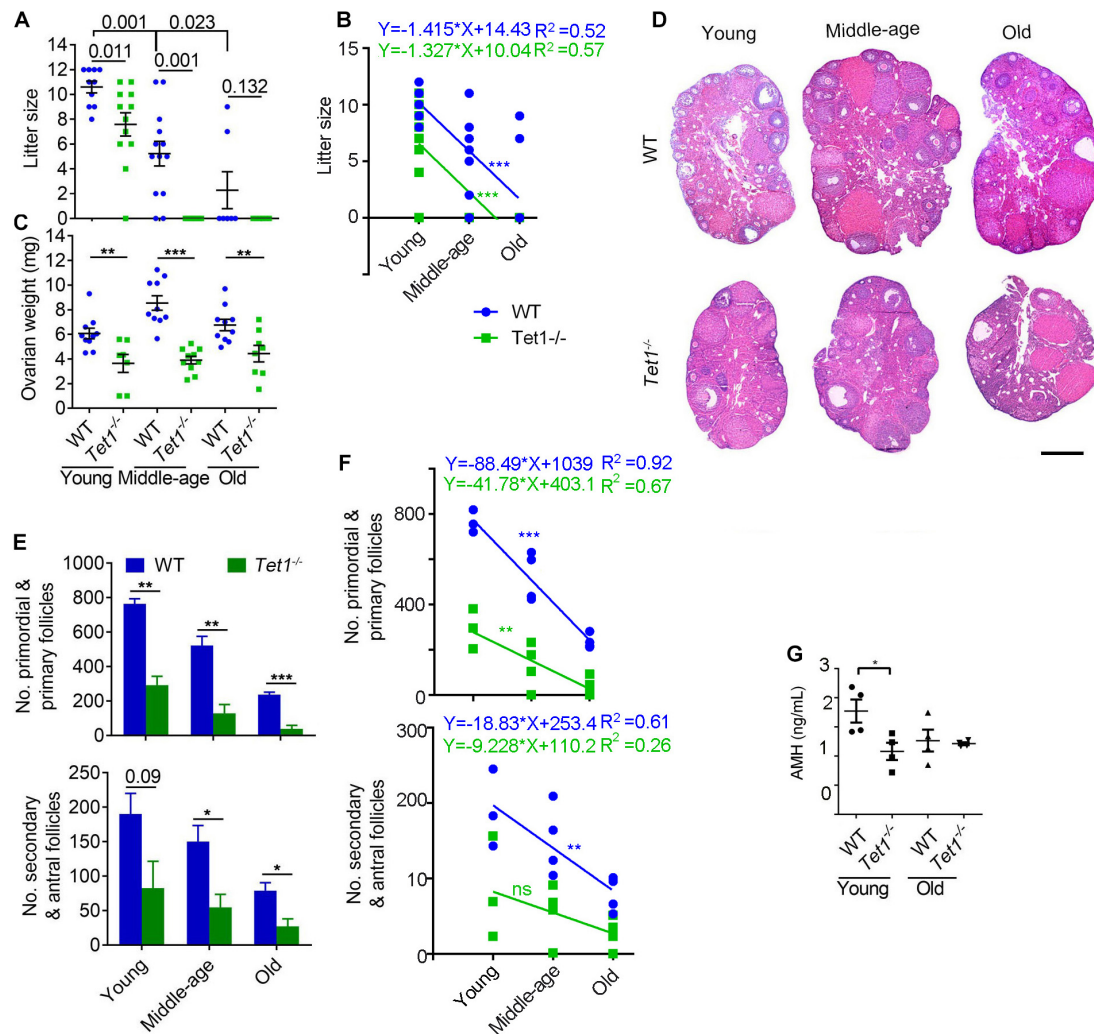 A
0.001
0.023
0.011
0.001
0.132
Litter size
14
12
10
8
6
4
2
0
B
Y=-1.415*X+14.43 R²=0.52
Y=-1.327*X+10.04 R²=0.57
Litter size
15
10
5
0
***
***
Young
Middle-age
Old
WT
Tet1-/-
C
Ovarian weight (mg)
14
12
10
8
6
4
2
0
**
***
**
WT
Tet1-/-
WT
Tet1-/-
WT
Tet1-/-
Young Middle-age Old
D
Young
Middle-age
Old
WT
Tet1-/-
E
WT
Tet1-/-
No. primordial &
primary follicles
1000
800
600
400
200
0
**
**
***
No. secondary
& antral follicles
250
200
150
100
50
0
0.09
*
*
Young
Middle-age
Old
F
Y=-88.49*X+1039 R²=0.92
Y=-41.78*X+403.1 R²=0.67
No. primordial &
primary follicles
800
400
0
***
**
Y=-18.83*X+253.4 R²=0.61
Y=-9.228*X+110.2 R²=0.26
No. secondary
& antral follicles
300
200
100
0
**
ns
Young
Middle-age
Old
G
AMH (ng/mL)
3
2
1
0
*
WT
Tet1-/-
WT
Tet1-/-
Young
Old